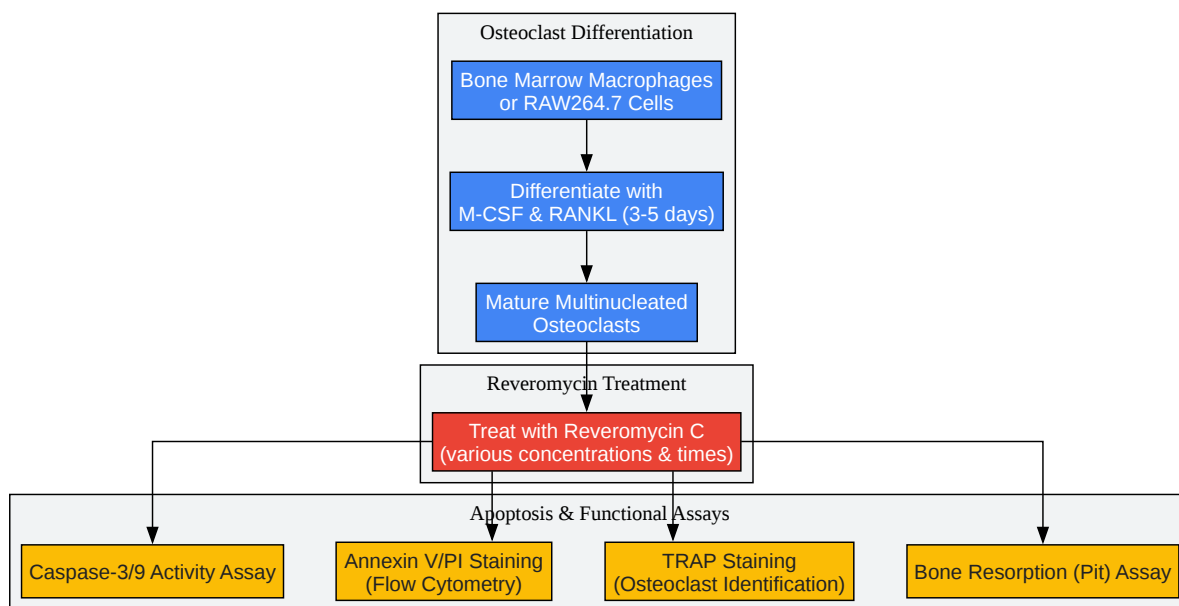 Osteoclast Differentiation
Bone Marrow Macrophages
or RAW264.7 Cells
Differentiate with
M-CSF & RANKL (3-5 days)
Mature Multinucleated
Osteoclasts
Reveromycin Treatment
Treat with Reveromycin C
(various concentrations & times)
Apoptosis & Functional Assays
Caspase-3/9 Activity Assay
Annexin V/PI Staining
(Flow Cytometry)
TRAP Staining
(Osteoclast Identification)
Bone Resorption (Pit) Assay